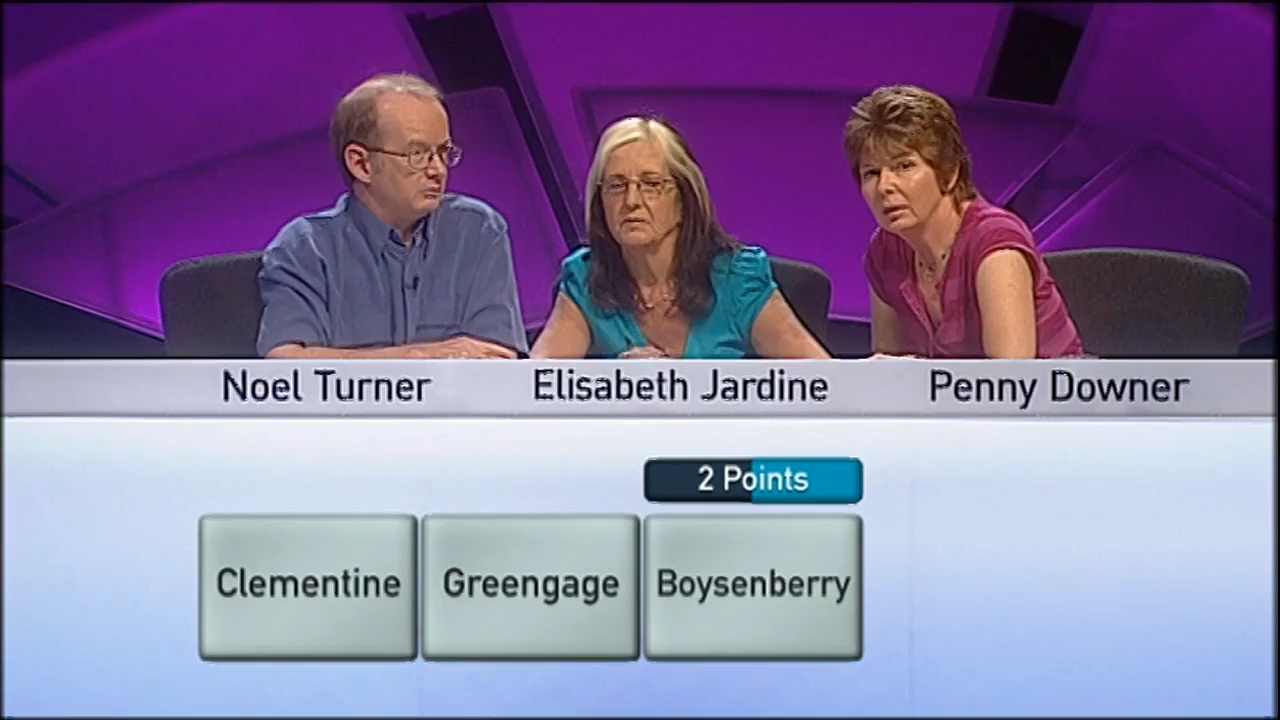 Noel Turner
Elisabeth Jardine
Penny Downer
2 Points
Clementine
Greengage
Boysenberry